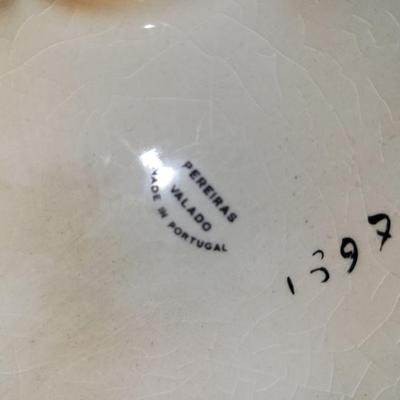 PEREIRAS
VALADO
MADE IN PORTUGAL
1397